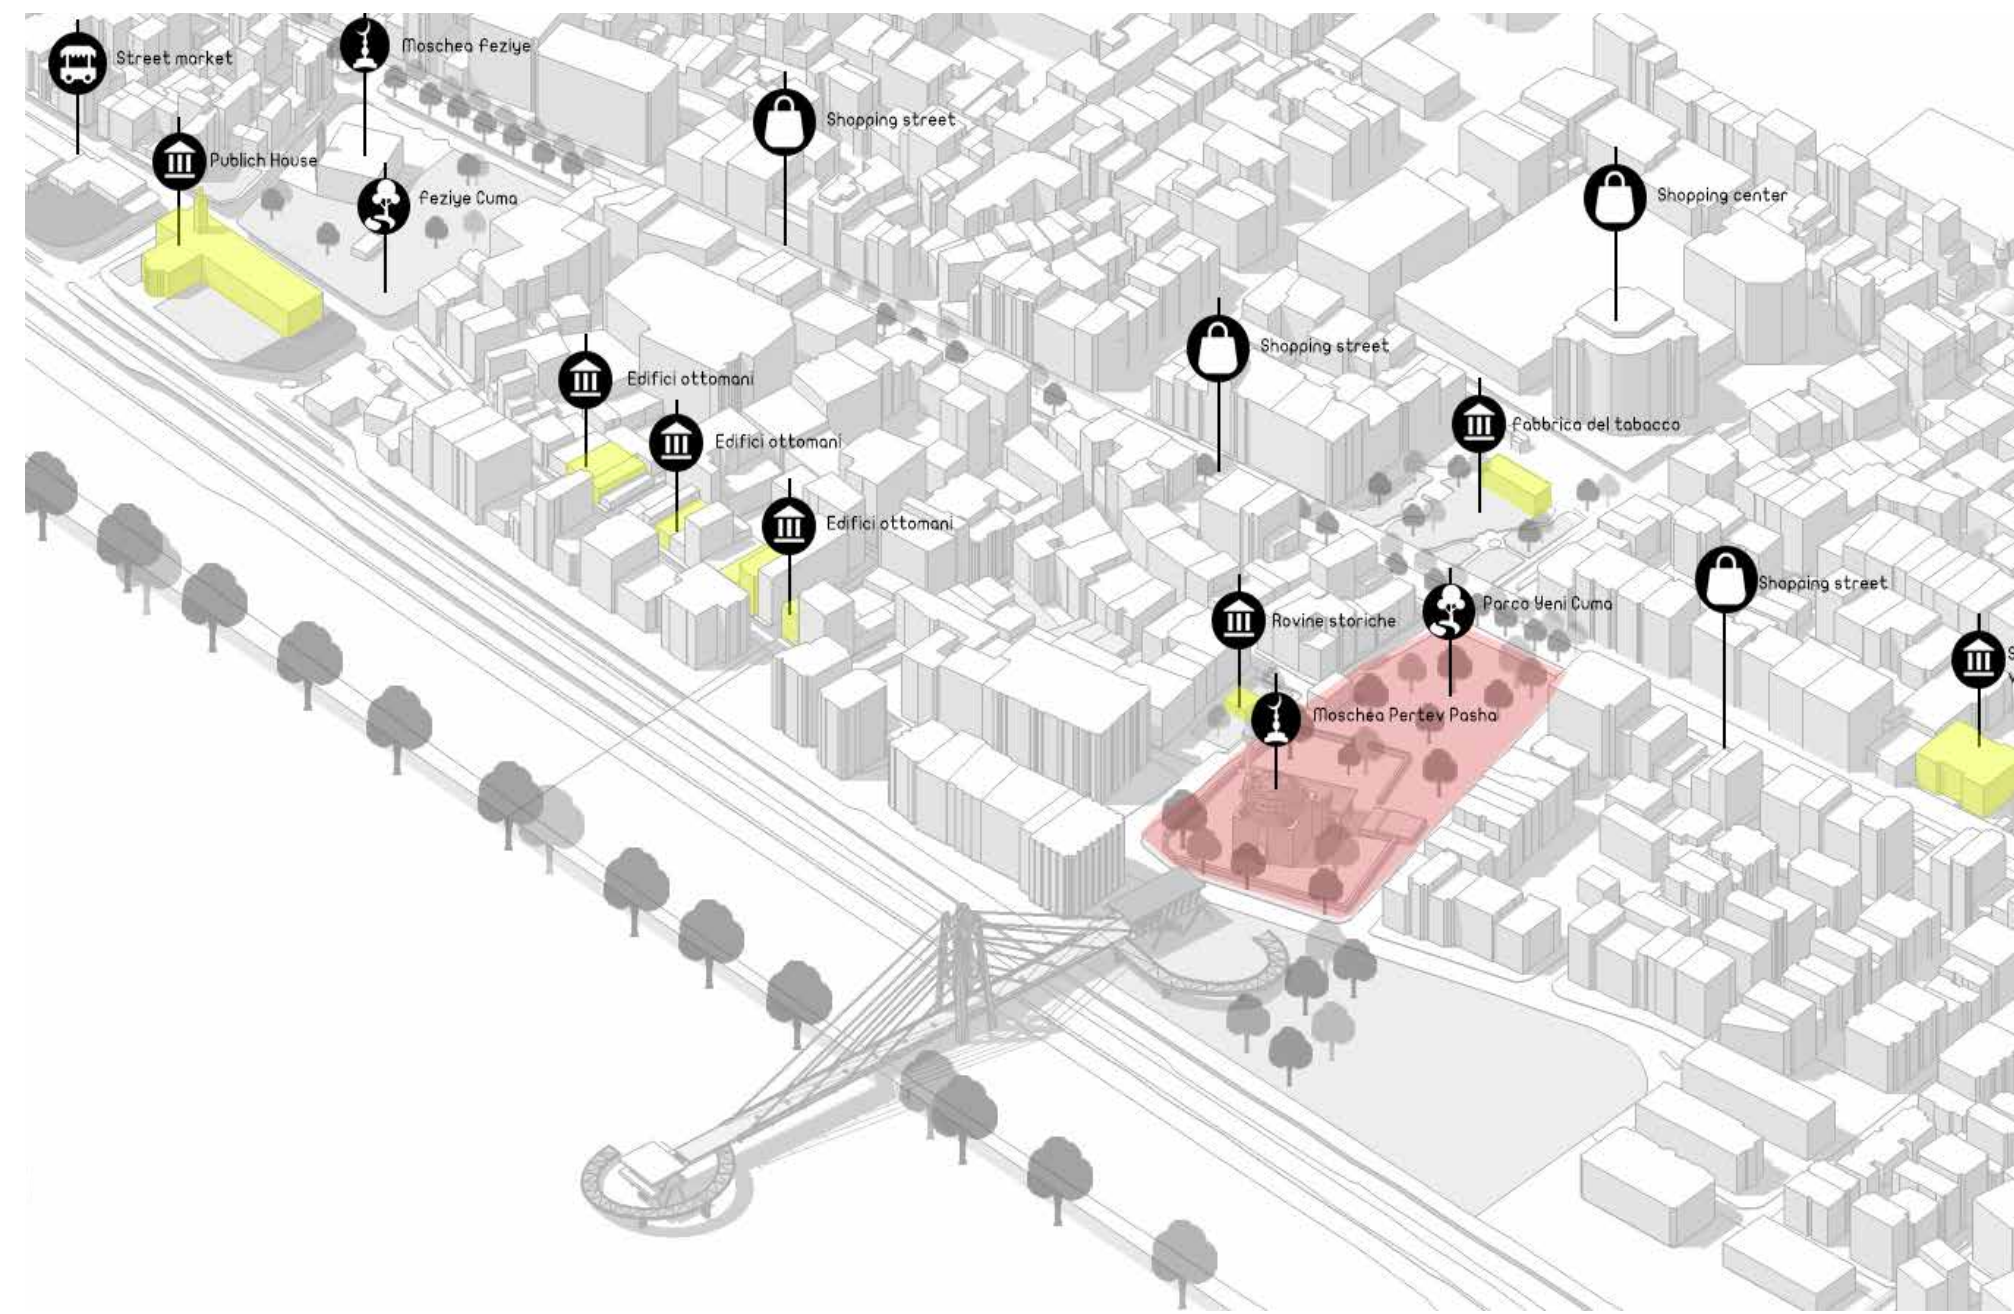 Street market
Moschea Feziye
Publich House
Feziye Cuma
Shopping street
Shopping center
Edifici ottomani
Shopping street
Edifici ottomani
Fabbrica del tabacco
Edifici ottomani
Shopping street
Rovine storiche
Parco Yeni Cuma
Moschea Pertev Pasha